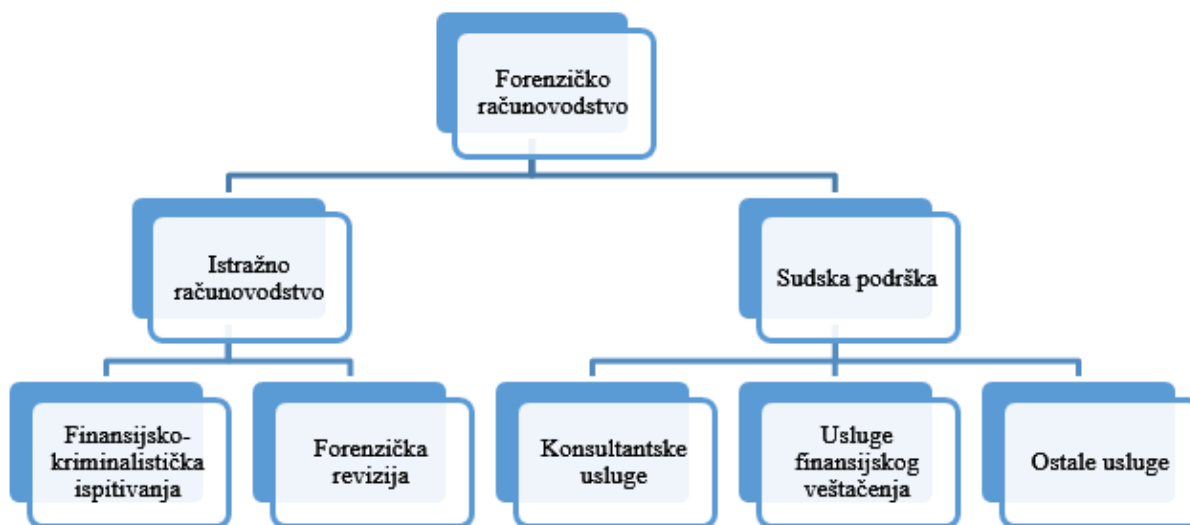 Forenzičko
računovodstvo
Istražno
računovodstvo
Sudska podrška
Finansijsko-
kriminalistička
ispitivanja
Forenzička
revizija
Konsultantske
usluge
Usluge
finansijskog
veštačenja
Ostale usluge